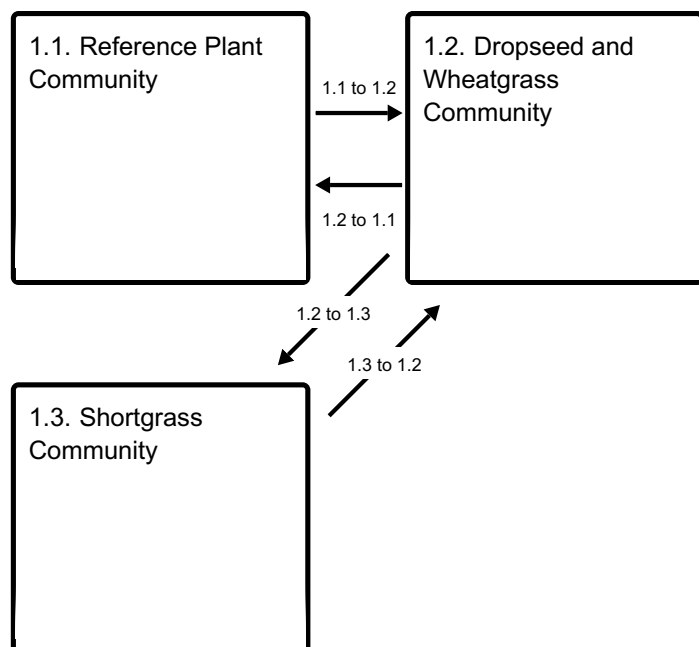 1.1. Reference Plant
Community
1.2. Dropseed and
Wheatgrass
Community
1.1 to 1.2
1.2 to 1.1
1.2 to 1.3
1.3 to 1.2
1.3. Shortgrass
Community